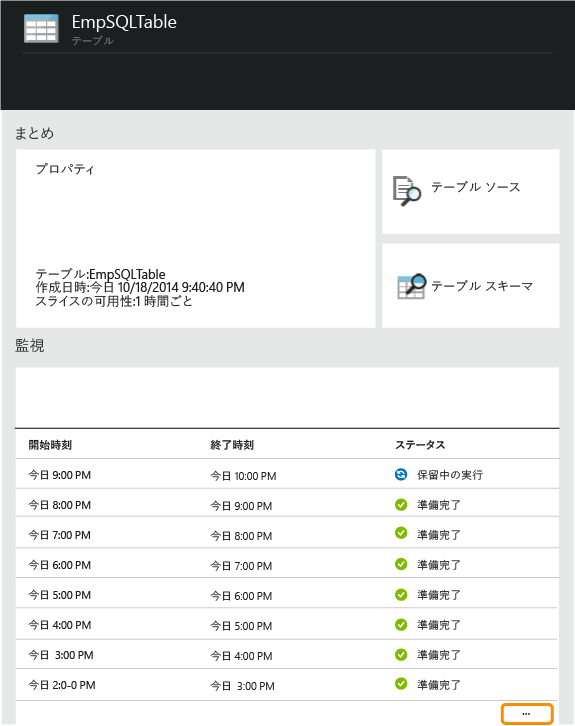 EmpSQLTable
テーブル
まとめ
プロパティ
テーブル:EmpSQLTable
作成日時:今日 10/18/2014 9:40:40 PM
スライスの可用性:1 時間ごと
テーブル ソース
テーブル スキーマ
監視
開始時刻 終了時刻 ステータス
今日 9:00 PM 今日 10:00 PM 保留中の実行
今日 8:00 PM 今日 9:00 PM 準備完了
今日 7:00 PM 今日 8:00 PM 準備完了
今日 6:00 PM 今日 7:00 PM 準備完了
今日 5:00 PM 今日 6:00 PM 準備完了
今日 4:00 PM 今日 5:00 PM 準備完了
今日 3:00 PM 今日 4:00 PM 準備完了
今日 2:0-0 PM 今日 3:00 PM 準備完了
...